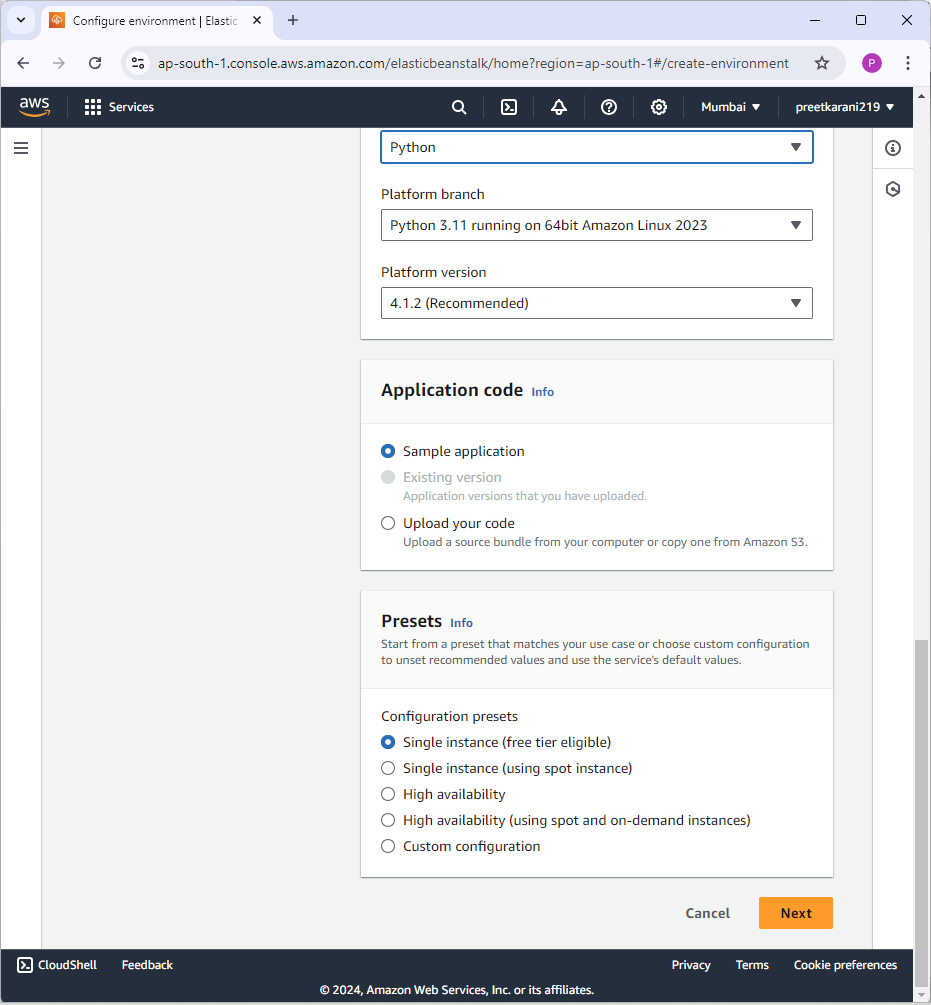 Configure environment | Elastic
ap-south-1.console.aws.amazon.com/elasticbeanstalk/home?region=ap-south-1#/create-environment
P
aws
Services
Mumbai
preetkarani219
Python
Platform branch
Python 3.11 running on 64bit Amazon Linux 2023
Platform version
4.1.2 (Recommended)
Application code Info
Sample application
Existing version
Application versions that you have uploaded.
Upload your code
Upload a source bundle from your computer or copy one from Amazon S3.
Presets Info
Start from a preset that matches your use case or choose custom configuration
to unset recommended values and use the service's default values.
Configuration presets
Single instance (free tier eligible)
Single instance (using spot instance)
High availability
High availability (using spot and on-demand instances)
Custom configuration
Cancel
Next
CloudShell
Feedback
Privacy
Terms
Cookie preferences
© 2024, Amazon Web Services, Inc. or its affiliates.